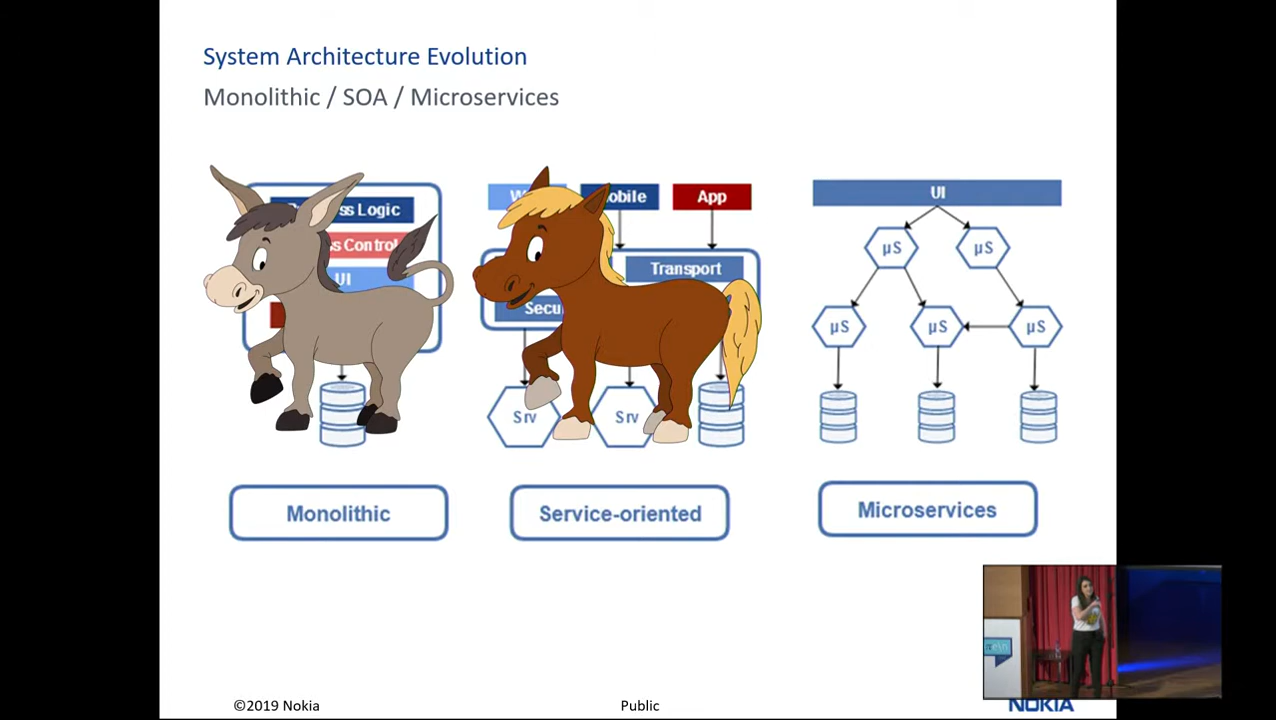 System Architecture Evolution
Monolithic / SOA / Microservices
s Logic
s Control
UI
obile
App
Transport
Secu
Srv
Srv
UI
μS
μS
μS
μS
μS
Monolithic
Service-oriented
Microservices
©2019 Nokia
Public
NOKIA